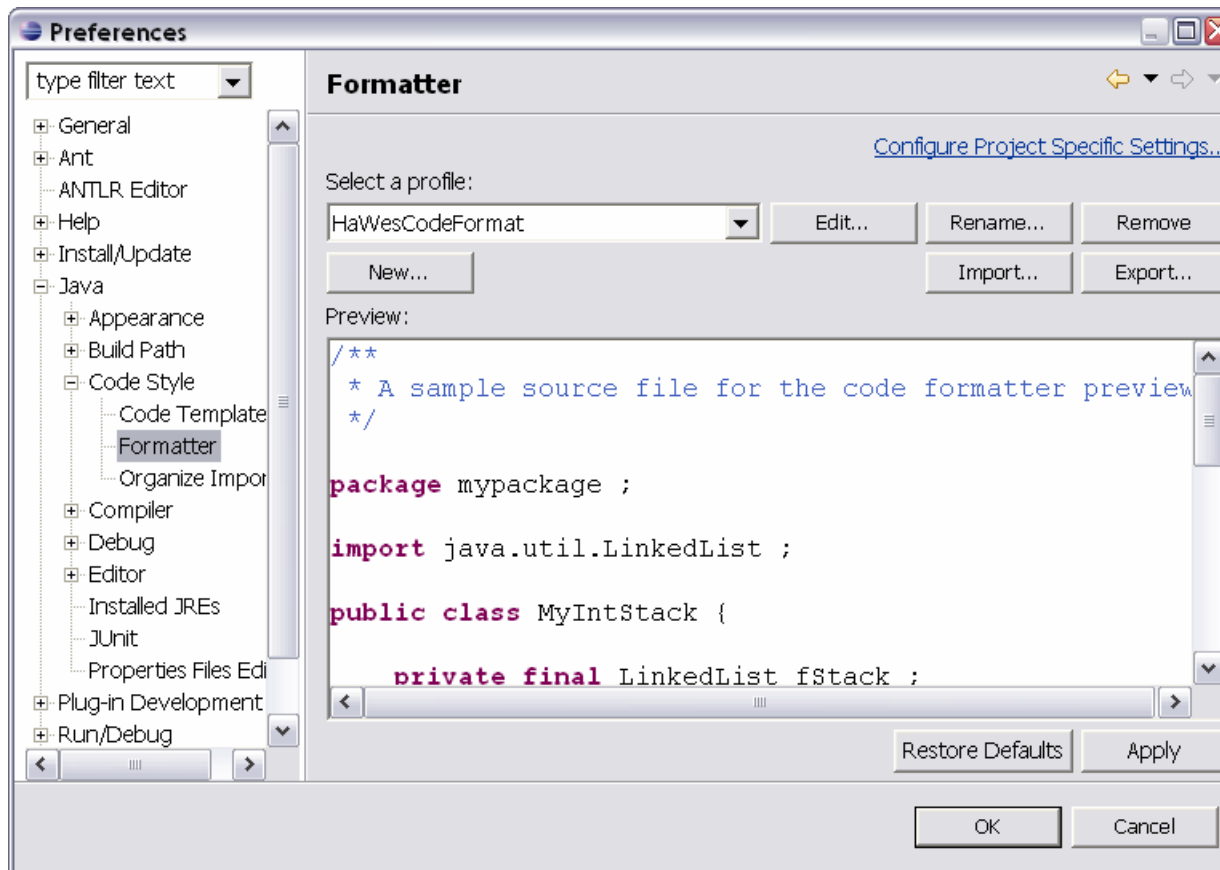 Preferences
type filter text
General
Ant
ANTLR Editor
Help
Install/Update
Java
Appearance
Build Path
Code Style
Code Template
Formatter
Organize Impor
Compiler
Debug
Editor
Installed JREs
JUnit
Properties Files Edi
Plug-in Development
Run/Debug
Formatter
Configure Project Specific Settings..
Select a profile:
HaWesCodeFormat
Edit...
Rename...
Remove
New...
Import...
Export...
Preview:
/**
* A sample source file for the code formatter preview
*/
package mypackage ;
import java.util.LinkedList ;
public class MyIntStack {
private final LinkedList fStack ;
Restore Defaults
Apply
OK
Cancel